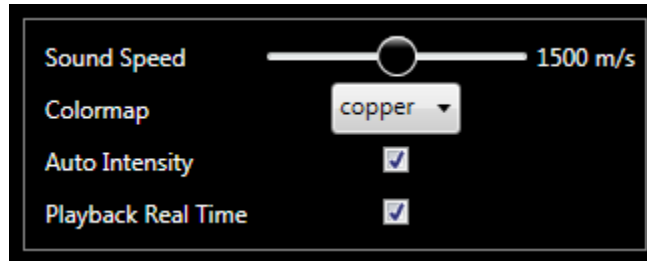 Sound Speed 1500 m/s
Colormap copper
Auto Intensity
Playback Real Time